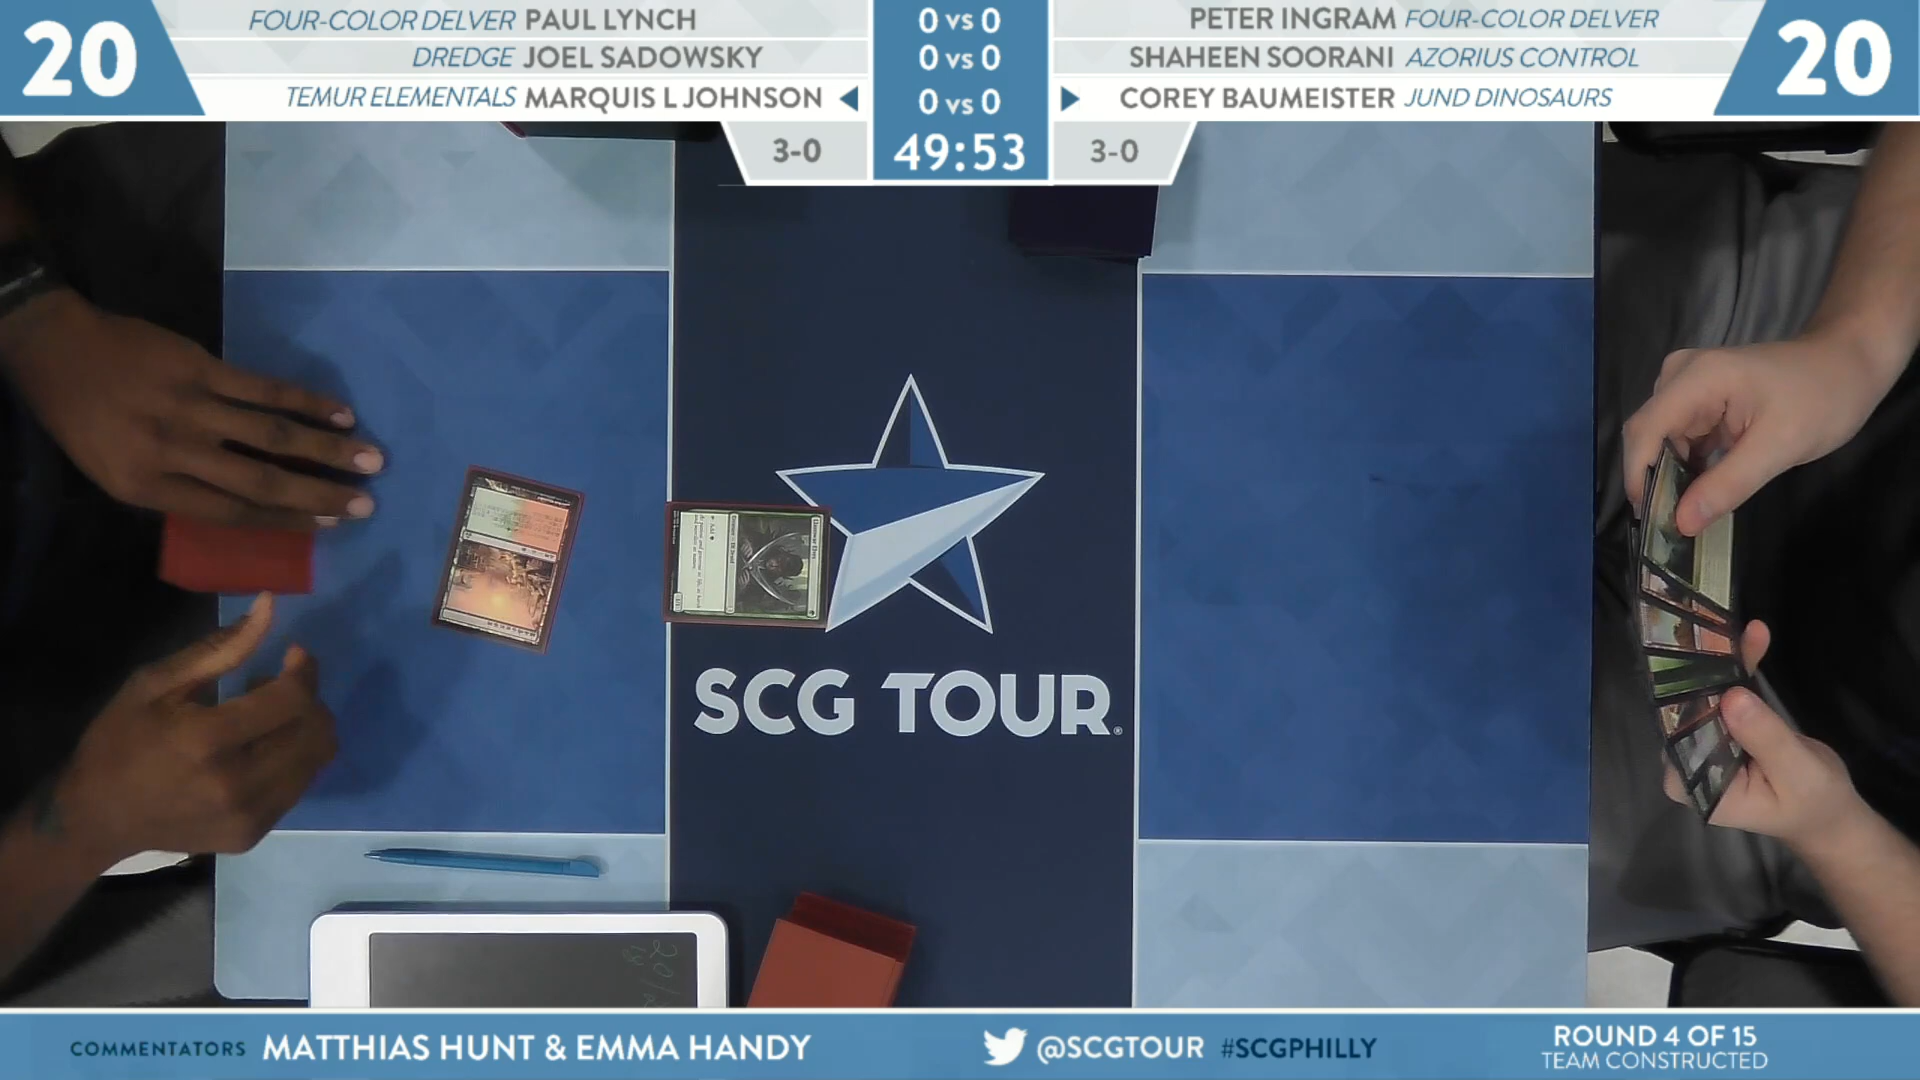 20
FOUR-COLOR DELVER PAUL LYNCH
0 vs 0
PETER INGRAM FOUR-COLOR DELVER
20
DREDGE JOEL SADOWSKY
0 vs 0
SHAHEEN SOORANI AZORIUS CONTROL
TEMUR ELEMENTALS MARQUIS L JOHNSON
0 vs 0
COREY BAUMEISTER JUND DINOSAURS
3-0
49:53
3-0
Llanowar Elves
SCG TOUR®
20
COMMENTATORS MATTHIAS HUNT & EMMA HANDY
@SCGTOUR #SCGPHILLY
ROUND 4 OF 15
TEAM CONSTRUCTED